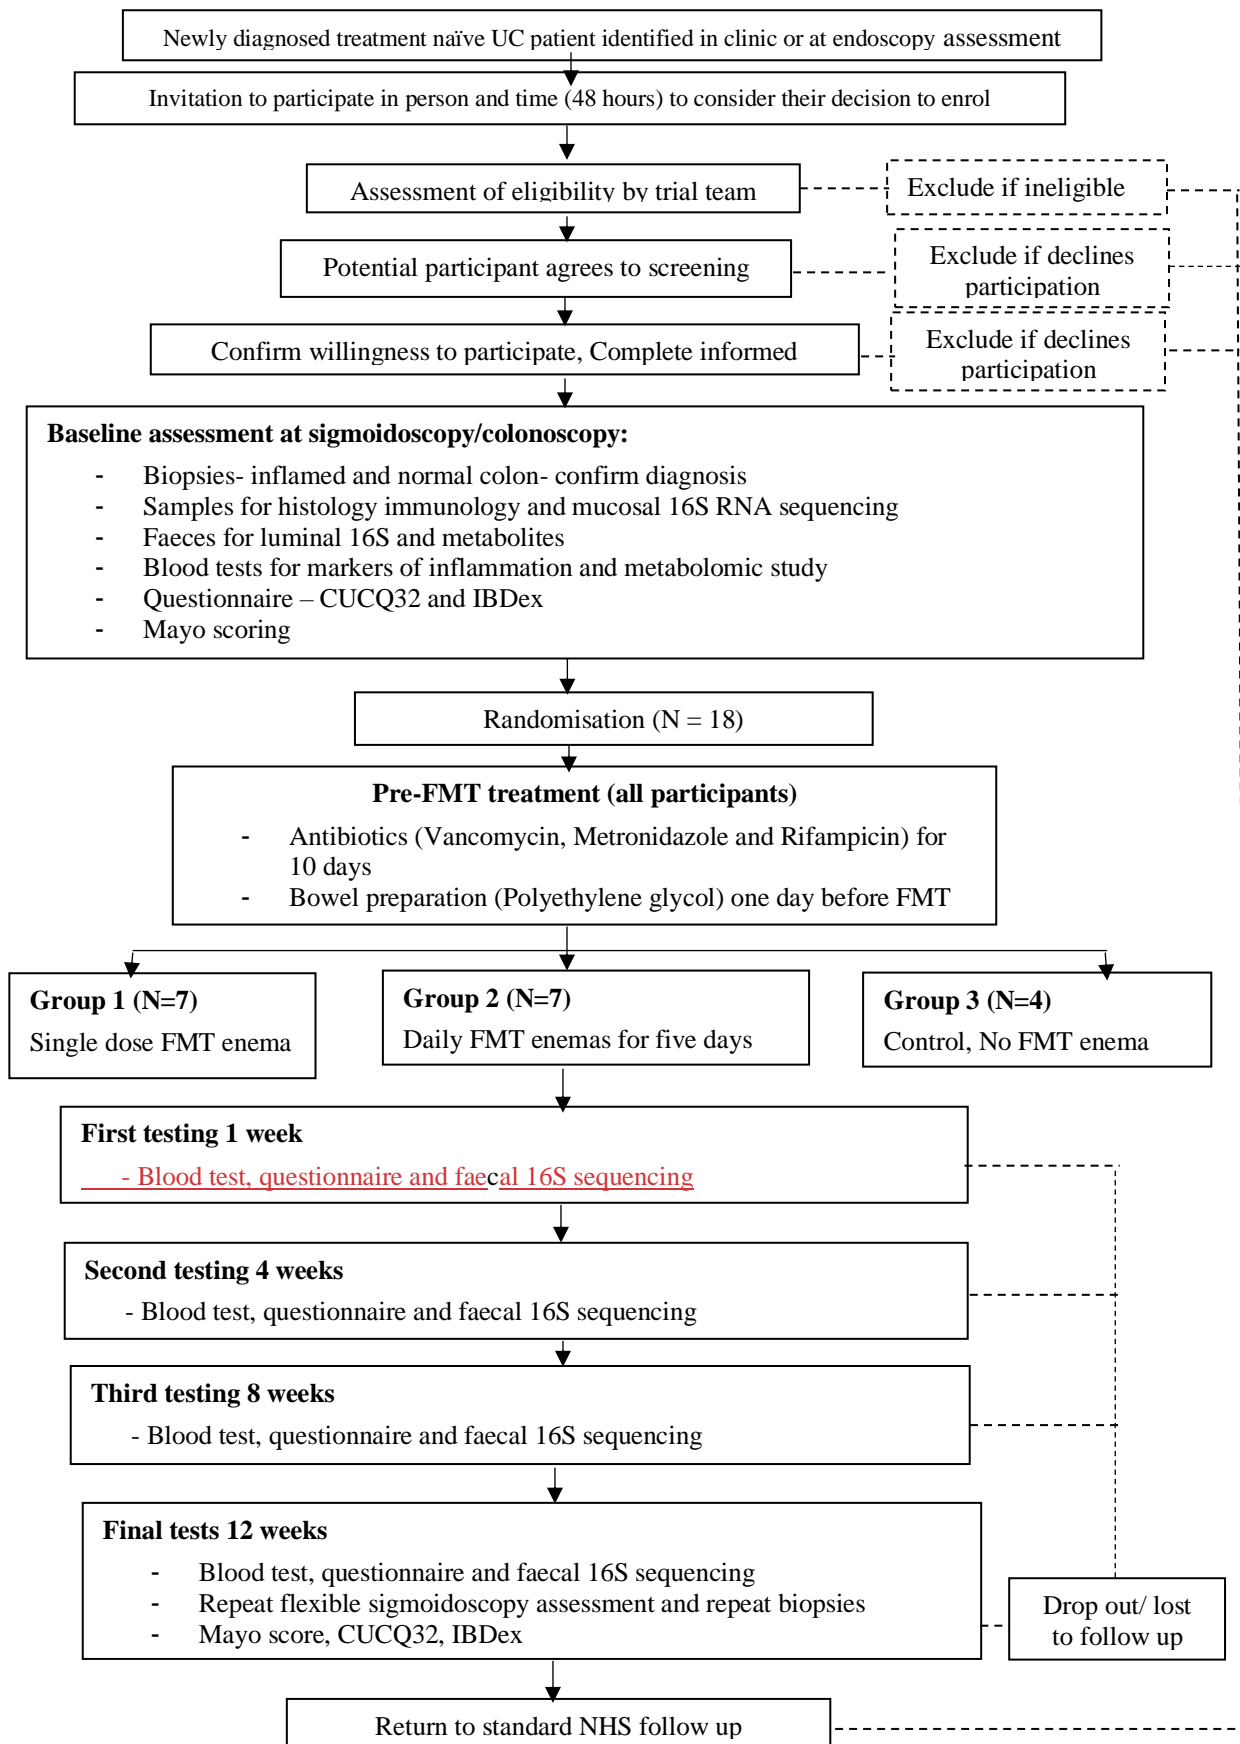 Newly diagnosed treatment naïve UC patient identified in clinic or at endoscopy assessment
Invitation to participate in person and time (48 hours) to consider their decision to enrol
Assessment of eligibility by trial team
Exclude if ineligible
Potential participant agrees to screening
Exclude if declines
participation
Confirm willingness to participate, Complete informed
Exclude if declines
participation
Baseline assessment at sigmoidoscopy/colonoscopy:
- Biopsies- inflamed and normal colon- confirm diagnosis
- Samples for histology immunology and mucosal 16S RNA sequencing
- Faeces for luminal 16S and metabolites
- Blood tests for markers of inflammation and metabolomic study
- Questionnaire – CUCQ32 and IBDex
- Mayo scoring
Randomisation (N = 18)
Pre-FMT treatment (all participants)
- Antibiotics (Vancomycin, Metronidazole and Rifampicin) for
10 days
- Bowel preparation (Polyethylene glycol) one day before FMT
Group 1 (N=7)
Single dose FMT enema
Group 2 (N=7)
Daily FMT enemas for five days
Group 3 (N=4)
Control, No FMT enema
First testing 1 week
- Blood test, questionnaire and faecal 16S sequencing
Second testing 4 weeks
- Blood test, questionnaire and faecal 16S sequencing
Third testing 8 weeks
- Blood test, questionnaire and faecal 16S sequencing
Final tests 12 weeks
- Blood test, questionnaire and faecal 16S sequencing
- Repeat flexible sigmoidoscopy assessment and repeat biopsies
- Mayo score, CUCQ32, IBDex
Drop out/ lost
to follow up
Return to standard NHS follow up